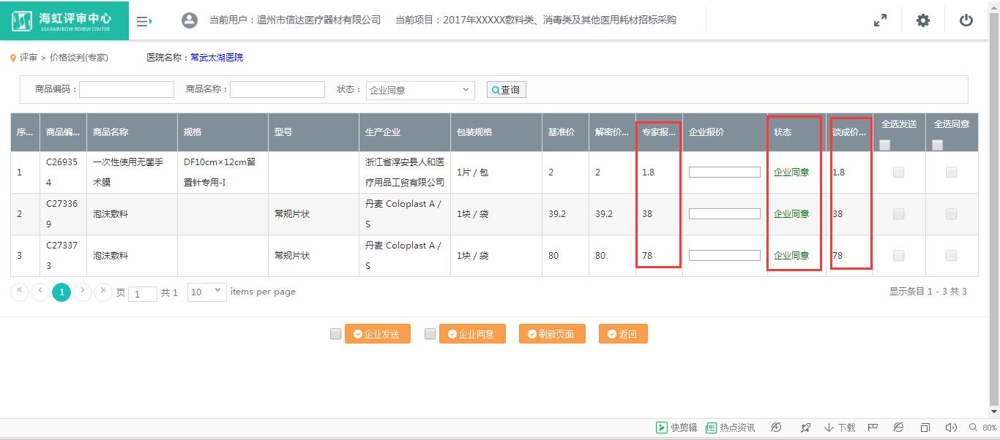 海虹评审中心
SEARAINBOW REVIEW CENTER
当前用户：温州市信达医疗器材有限公司 当前项目：2017年XXXXX敷料类、消毒类及其他医用耗材招标采购
评审 > 价格谈判(专家) 医院名称：常武太湖医院
商品编码： 商品名称： 状态： 企业同意 查询
序... 商品编... 商品名称 规格 型号 生产企业 包装规格 基准价 解密价... 专家报... 企业报价 状态 谈成价... 全选发送 全选同意
1 C269354 一次性使用无菌手术膜 DF10cm×12cm留置针专用-I 浙江省淳安县人和医疗用品工贸有限公司 1片 / 包 2 2 1.8 企业同意 1.8
2 C273369 泡沫敷料 常规片状 丹麦 Coloplast A / S 1块 / 袋 39.2 39.2 38 企业同意 38
3 C273373 泡沫敷料 常规片状 丹麦 Coloplast A / S 1块 / 袋 80 80 78 企业同意 78
1 页 1 共 1 10 items per page 显示条目 1 - 3 共 3
企业发送 企业同意 刷新页面 返回
快剪辑 热点资讯 下载 80%